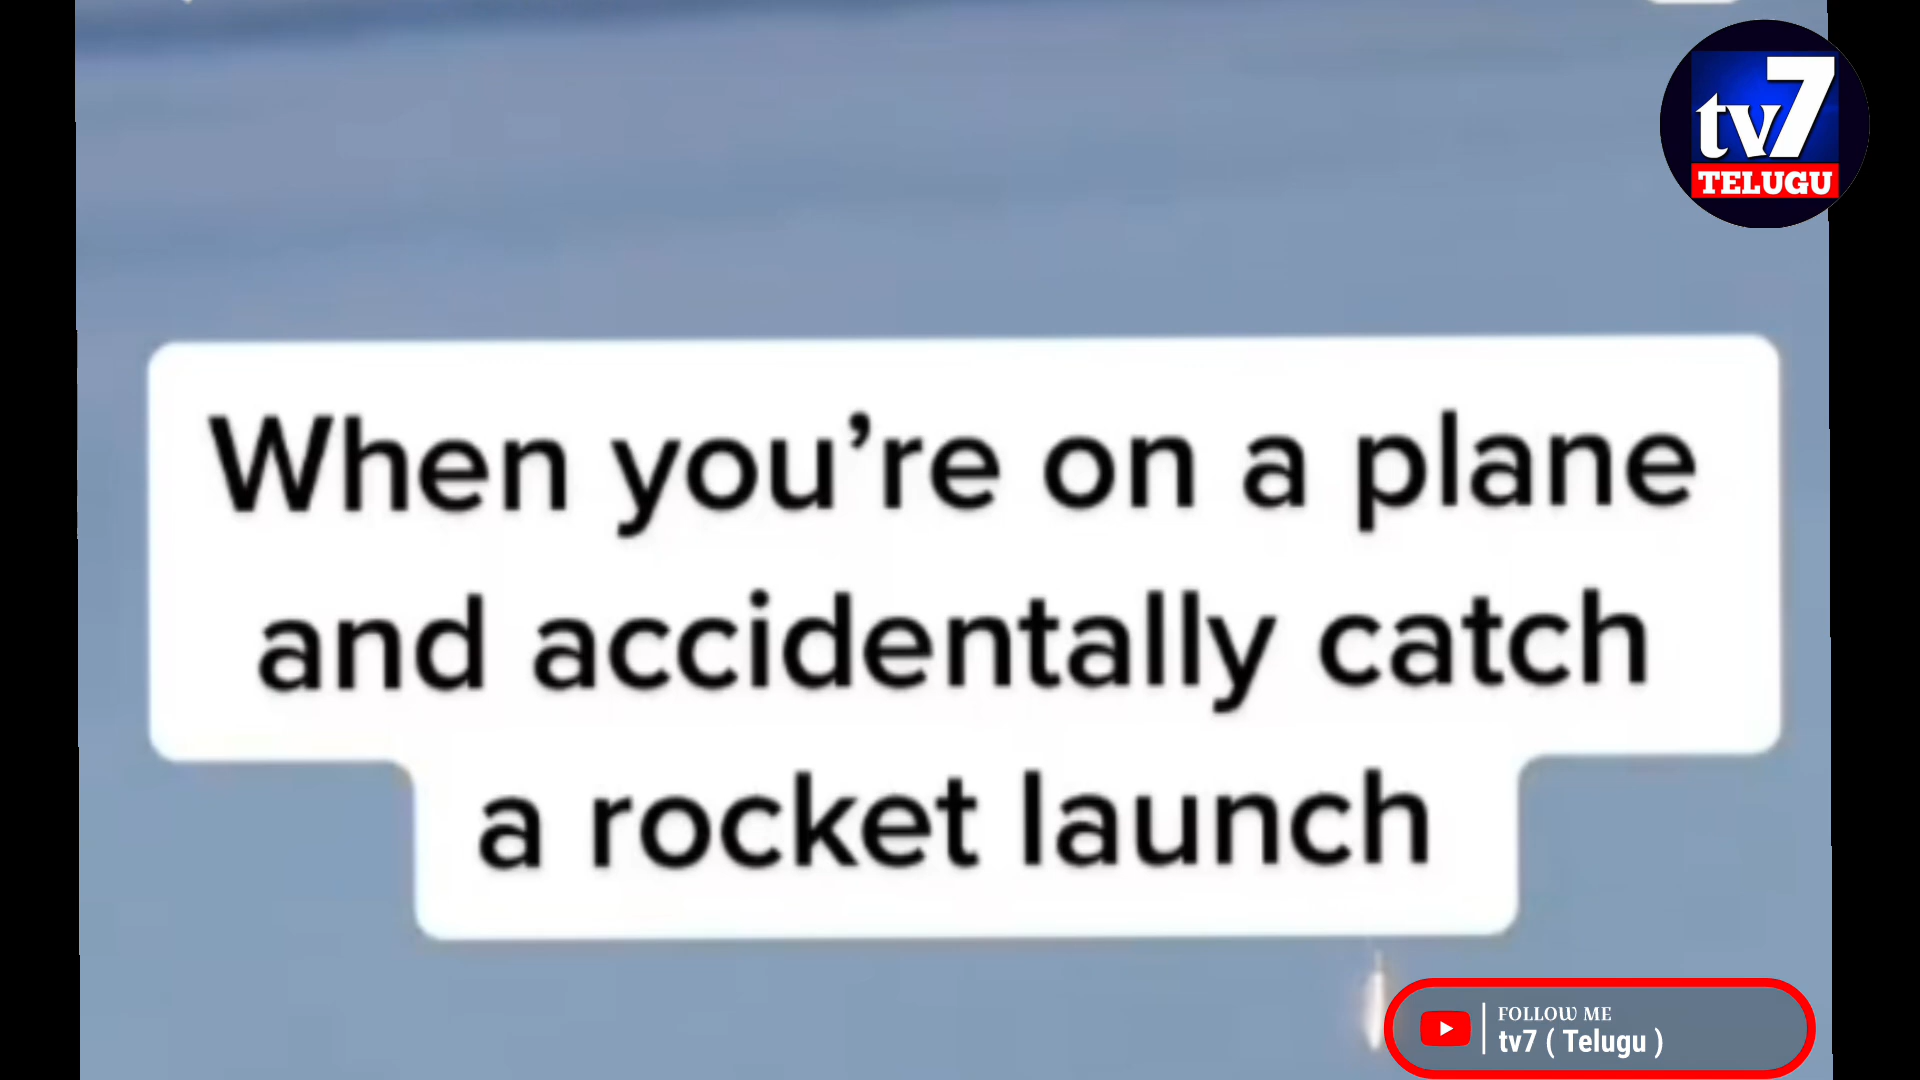 tv7
TELUGU
When you’re on a plane
and accidentally catch
a rocket launch
FOLLOW ME
tv7 ( Telugu )